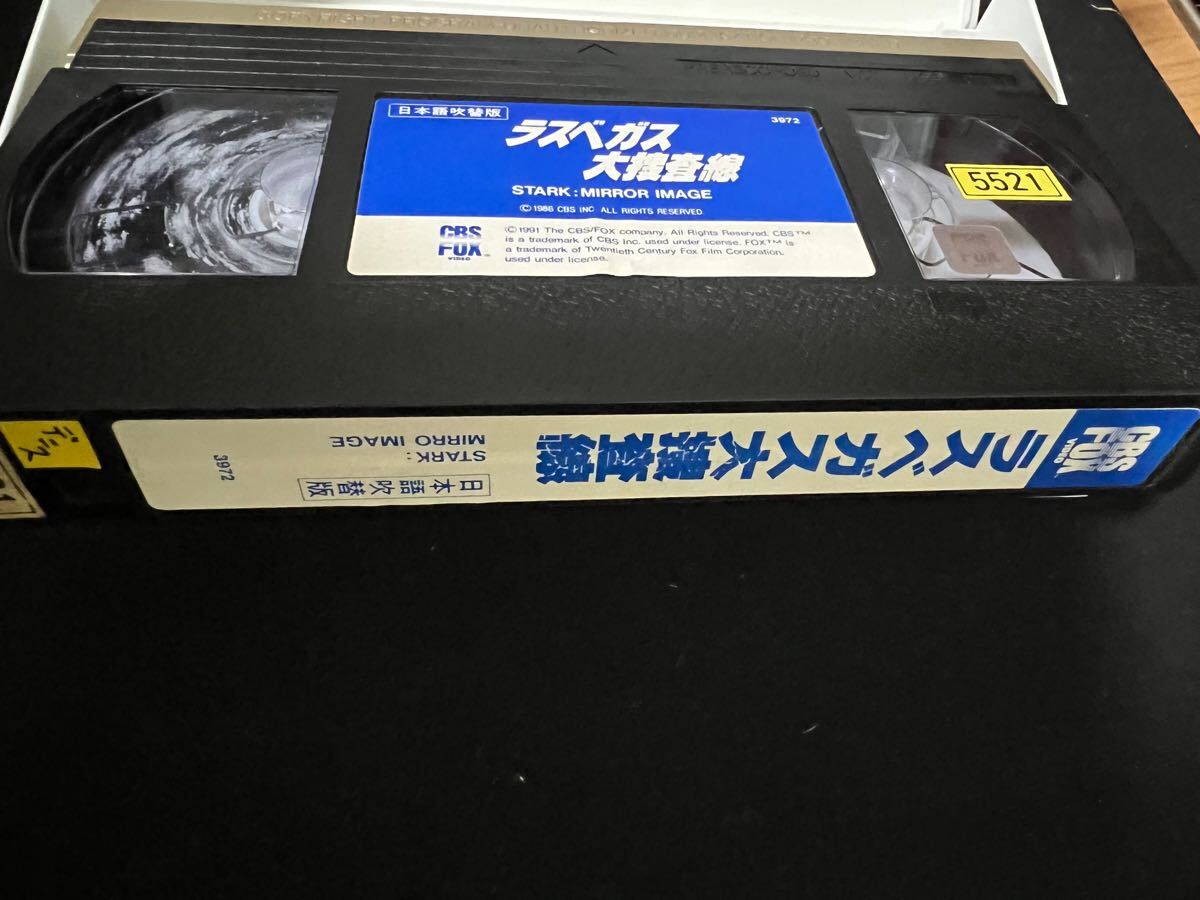 日本語吹替版
3972
ラスベガス
大捜査線
STARK : MIRROR IMAGE
© 1986 CBS INC ALL RIGHTS RESERVED
CBS
FOX
VIDEO
© 1991 The CBS/FOX company. All Rights Reserved. CBS™
is a trademark of CBS Inc. used under license. FOX™ is
a trademark of Twentieth Century Fox Film Corporation.
used under license.
5521
CBS
FOX
VIDEO
ラスベガス大捜査線
STARK:
MIRRO IMAGE
日本語吹替版
3972